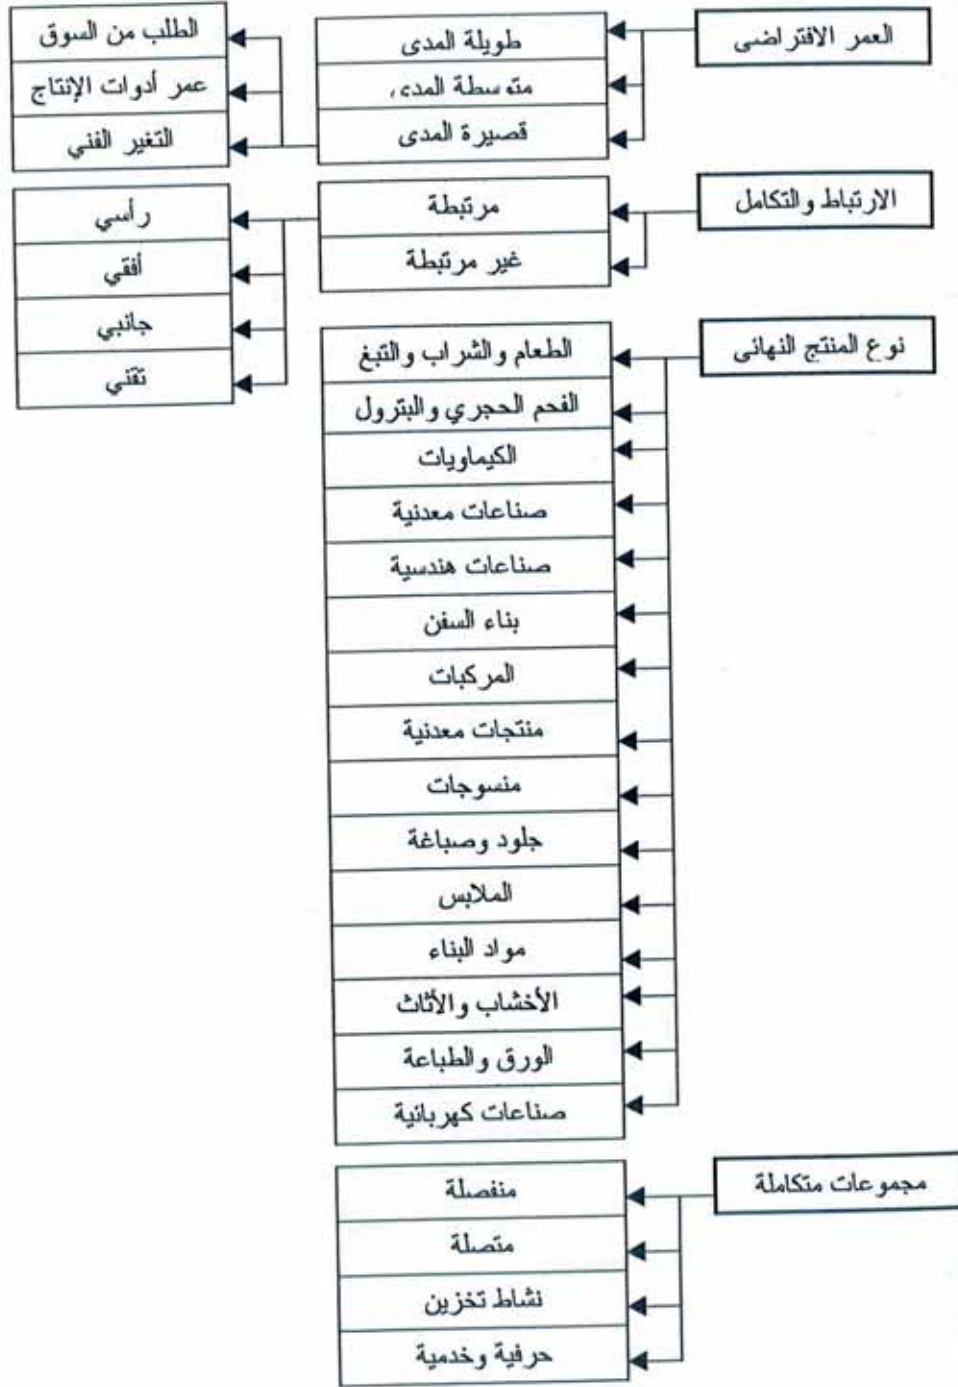 العمر الافتراضى
طويلة المدى
متوسطة المدى
قصيرة المدى
الطلب من السوق
عمر أدوات الإنتاج
التغير الفني
الارتباط والتكامل
مرتبطة
غير مرتبطة
رأسي
أفقي
جانبي
تقني
نوع المنتج النهائى
الطعام والشراب والتبغ
الفحم الحجري والبترول
الكيماويات
صناعات معدنية
صناعات هندسية
بناء السفن
المركبات
منتجات معدنية
منسوجات
جلود وصباغة
الملابس
مواد البناء
الأخشاب والأثاث
الورق والطباعة
صناعات كهربائية
مجموعات متكاملة
منفصلة
متصلة
نشاط تخزين
حرفية وخدمية